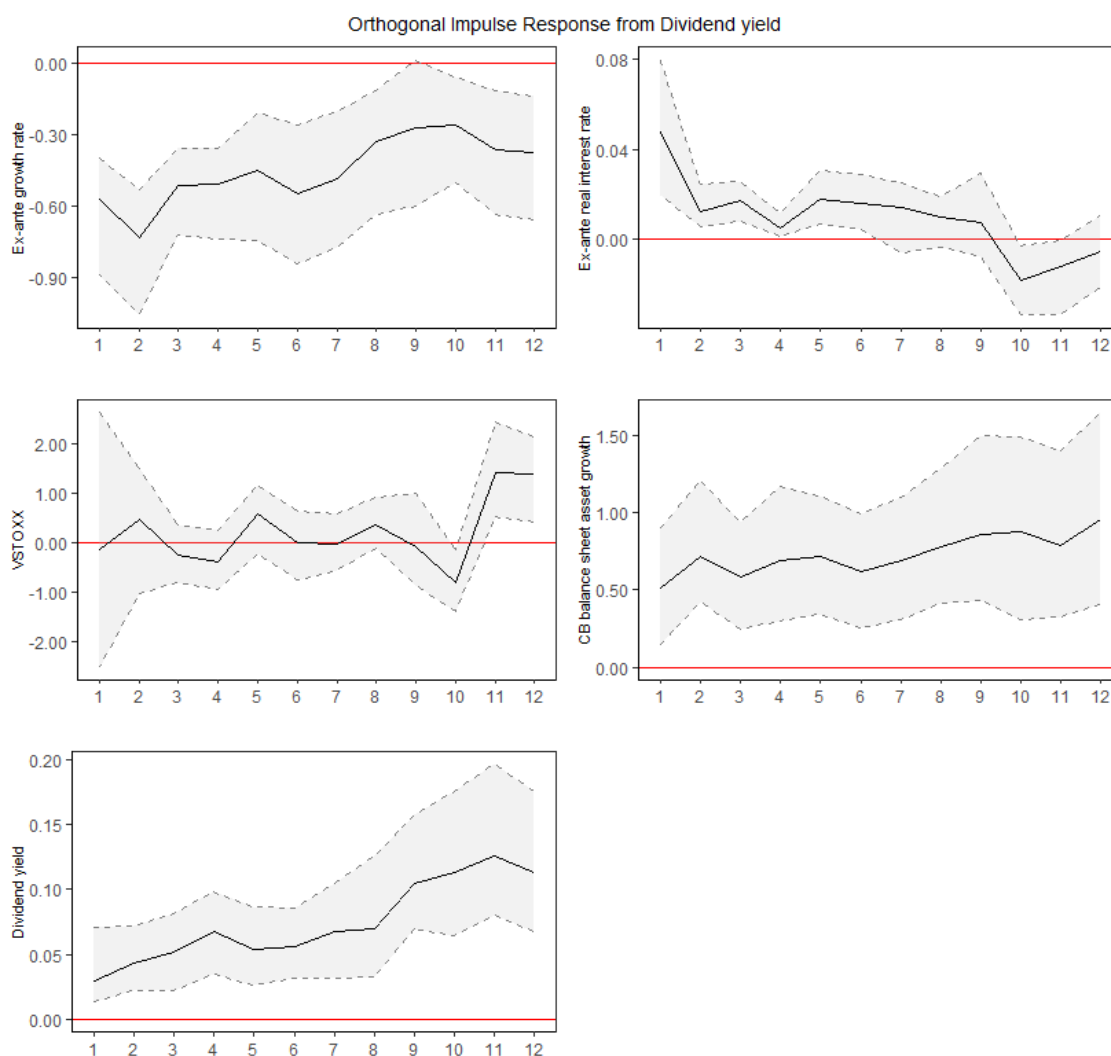 Orthogonal Impulse Response from Dividend yield
Ex-ante growth rate
0.00
-0.30
-0.60
-0.90
1 2 3 4 5 6 7 8 9 10 11 12
Ex-ante real interest rate
0.08
0.04
0.00
1 2 3 4 5 6 7 8 9 10 11 12
VSTOXX
2.00
1.00
0.00
-1.00
-2.00
1 2 3 4 5 6 7 8 9 10 11 12
CB balance sheet asset growth
1.50
1.00
0.50
0.00
1 2 3 4 5 6 7 8 9 10 11 12
Dividend yield
0.20
0.15
0.10
0.05
0.00
1 2 3 4 5 6 7 8 9 10 11 12